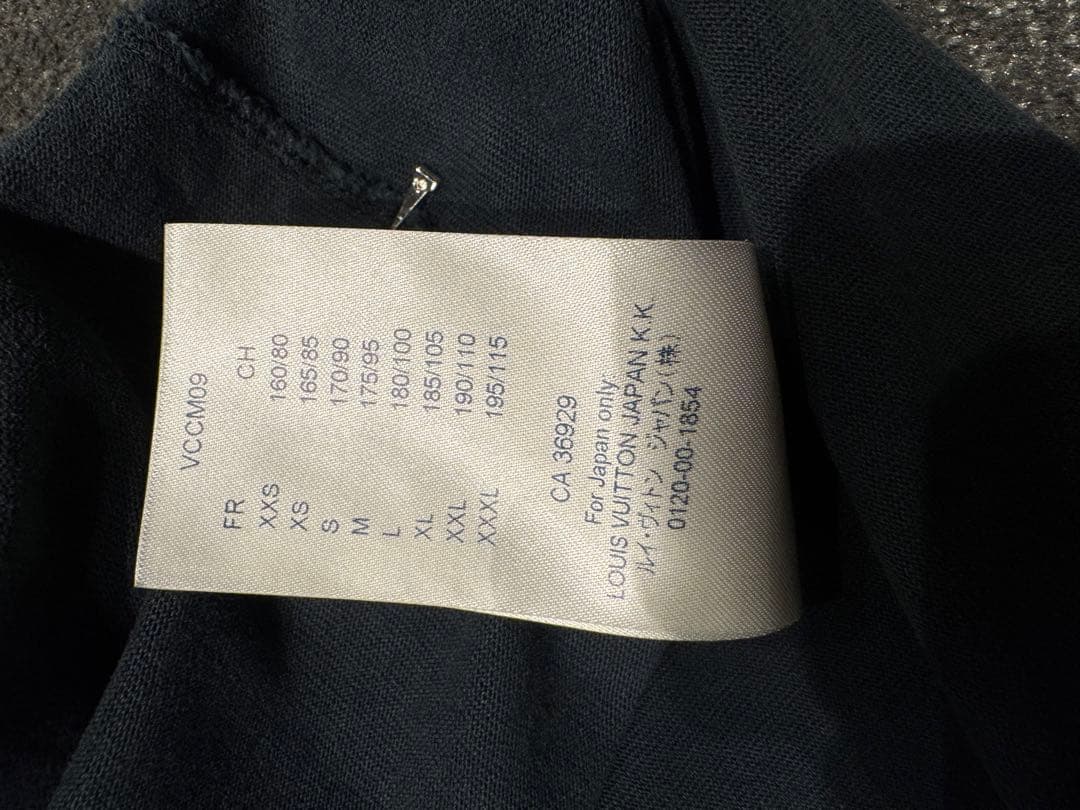 VCCM09
FR CH
XXS 160/80
XS 165/85
S 170/90
M 175/95
L 180/100
XL 185/105
XXL 190/110
XXXL 195/115
CA 36929
For Japan only:
LOUIS VUITTON JAPAN K K
ルイ・ヴィトン ジャパン(株)
0120-00-1854